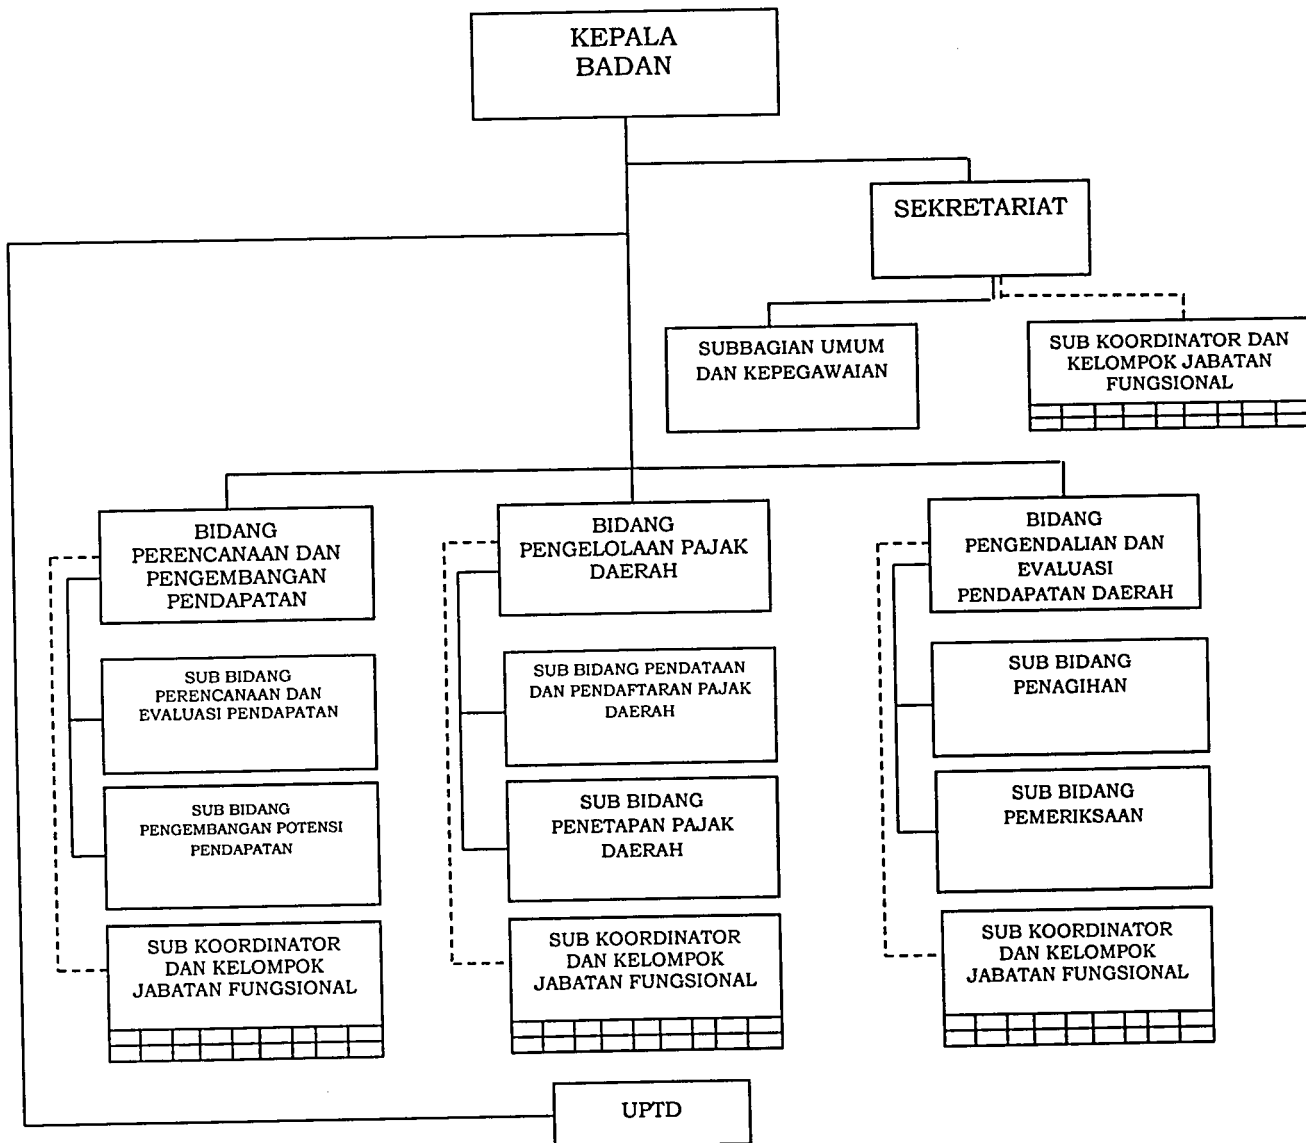 KEPALA
BADAN
SEKRETARIAT
SUBBAGIAN UMUM
DAN KEPEGAWAIAN
SUB KOORDINATOR DAN
KELOMPOK JABATAN
FUNGSIONAL
BIDANG
PERENCANAAN DAN
PENGEMBANGAN
PENDAPATAN
BIDANG
PENGELOLAAN PAJAK
DAERAH
BIDANG
PENGENDALIAN DAN
EVALUASI
PENDAPATAN DAERAH
SUB BIDANG
PERENCANAAN DAN
EVALUASI PENDAPATAN
SUB BIDANG PENDATAAN
DAN PENDAFTARAN PAJAK
DAERAH
SUB BIDANG
PENAGIHAN
SUB BIDANG
PENGEMBANGAN POTENSI
PENDAPATAN
SUB BIDANG
PENETAPAN PAJAK
DAERAH
SUB BIDANG
PEMERIKSAAN
SUB KOORDINATOR
DAN KELOMPOK
JABATAN FUNGSIONAL
SUB KOORDINATOR
DAN KELOMPOK
JABATAN FUNGSIONAL
SUB KOORDINATOR
DAN KELOMPOK
JABATAN FUNGSIONAL
UPTD